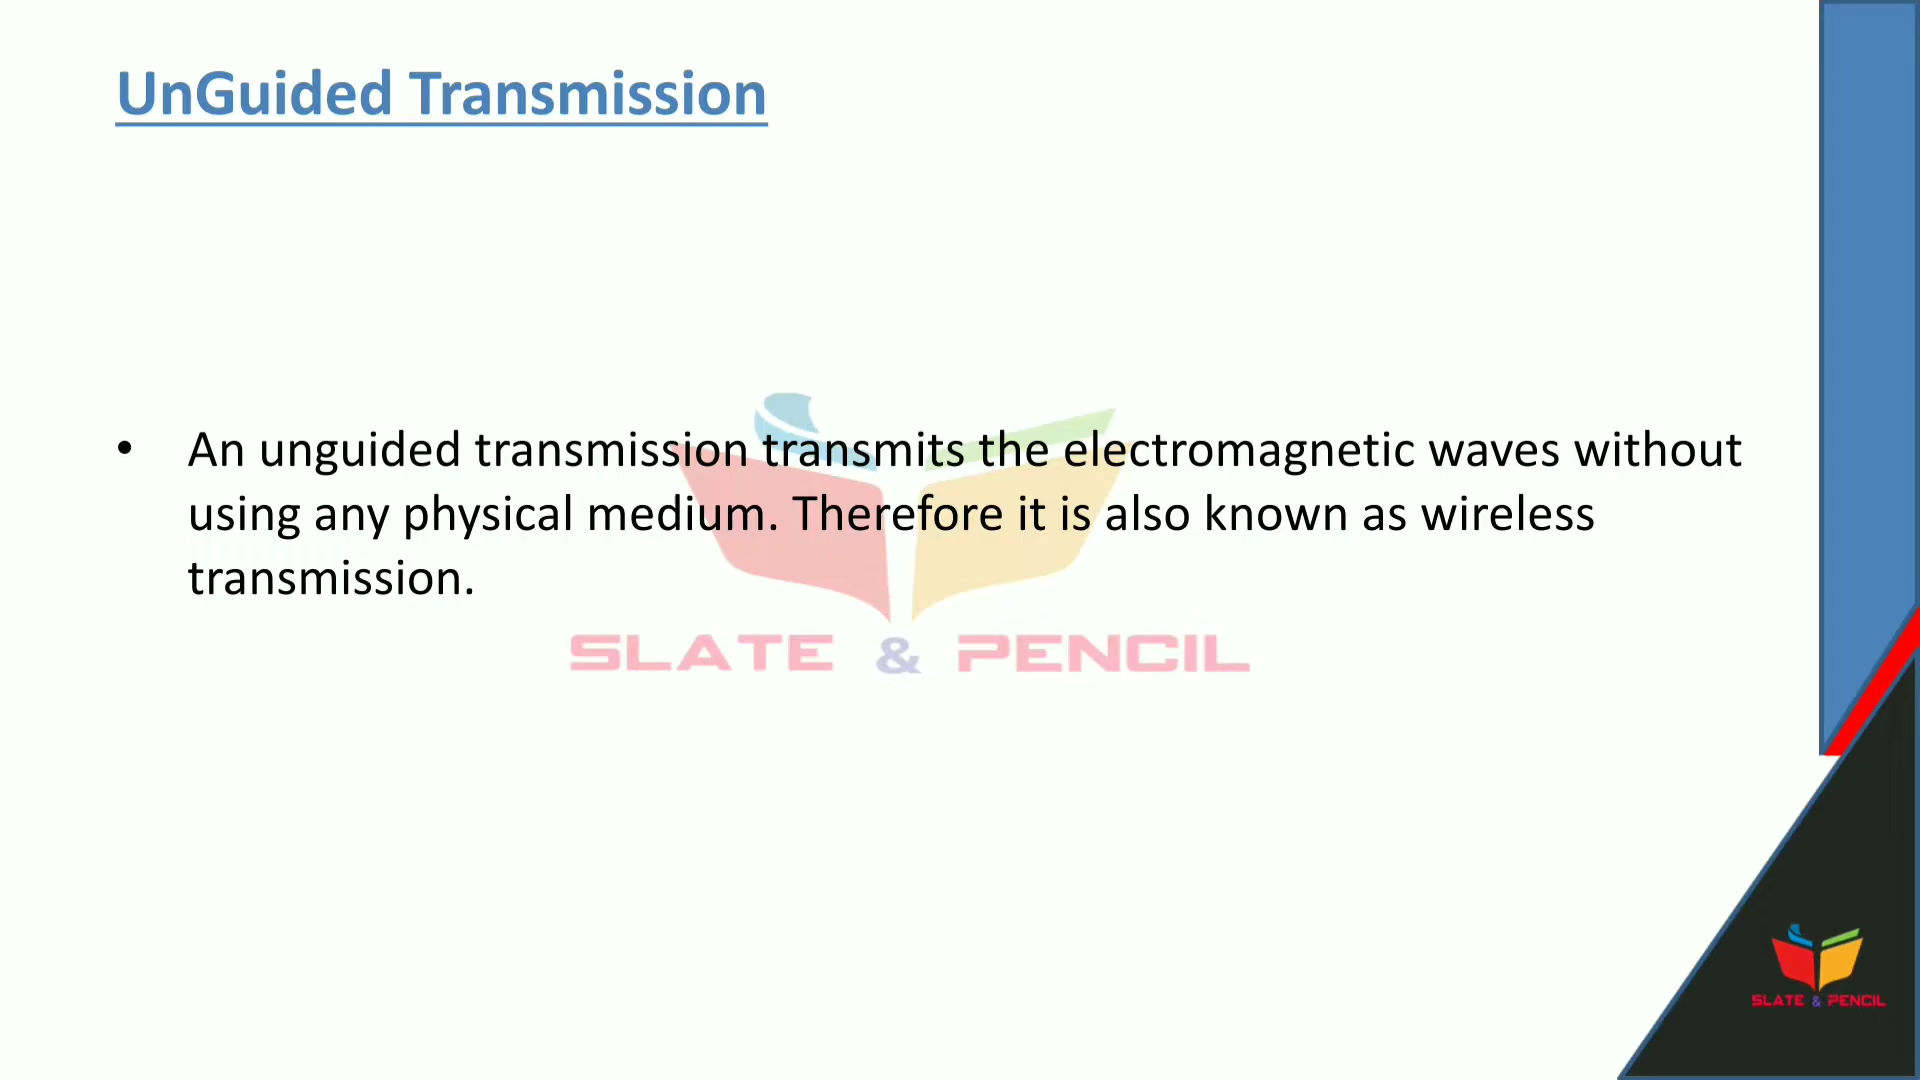 UnGuided Transmission
• An unguided transmission transmits the electromagnetic waves without
using any physical medium. Therefore it is also known as wireless
transmission.
SLATE & PENCIL
SLATE & PENCIL